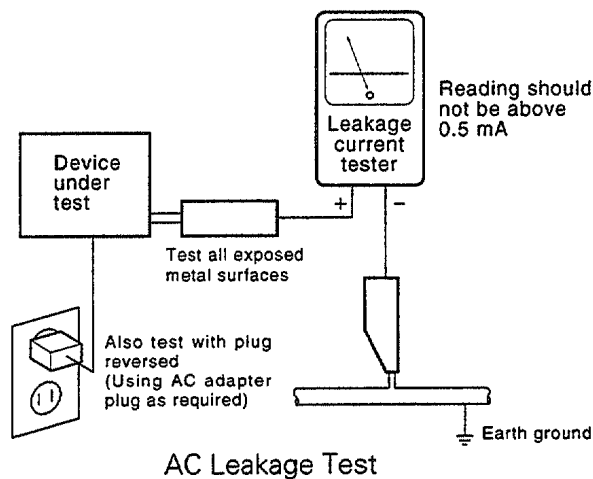 Leakage
current
tester
Reading should
not be above
0.5 mA
Device
under
test
+ −
Test all exposed
metal surfaces
Also test with plug
reversed
(Using AC adapter
plug as required)
Earth ground
AC Leakage Test